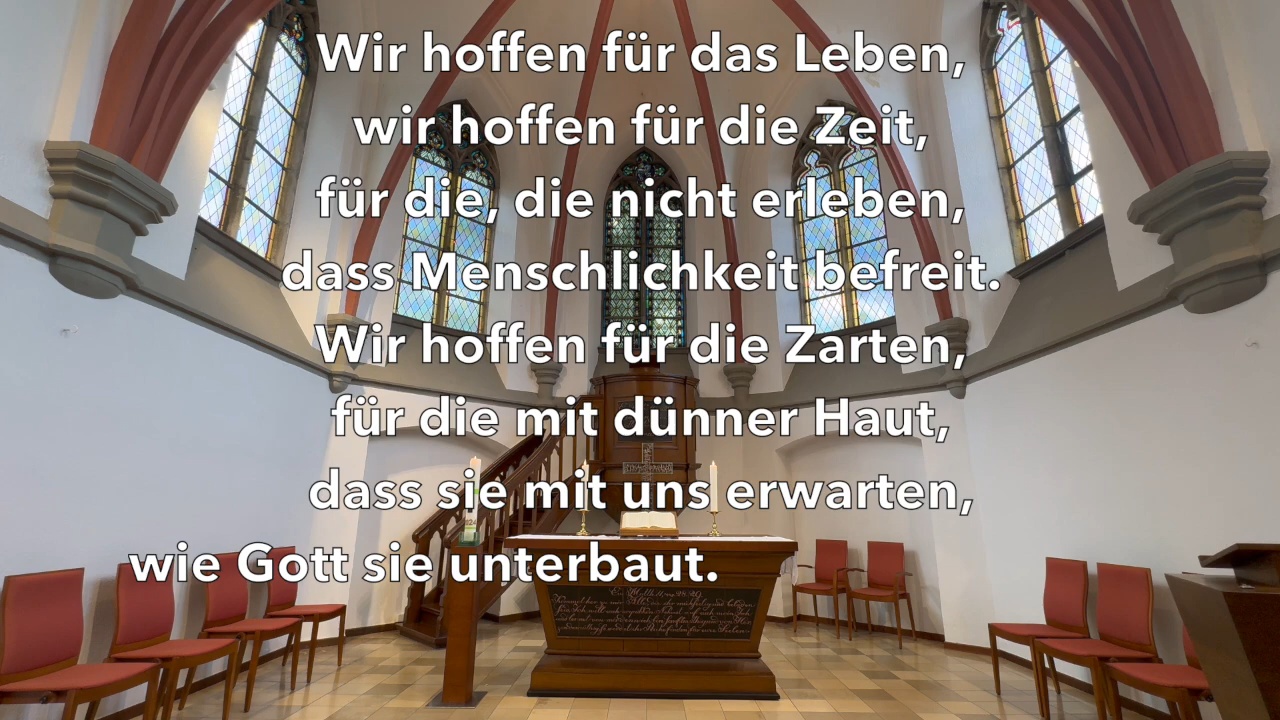 Wir hoffen für das Leben,
wir hoffen für die Zeit,
für die, die nicht erleben,
dass Menschlichkeit befreit.
Wir hoffen für die Zarten,
für die mit dünner Haut,
dass sie mit uns erwarten,
wie Gott sie unterbaut.